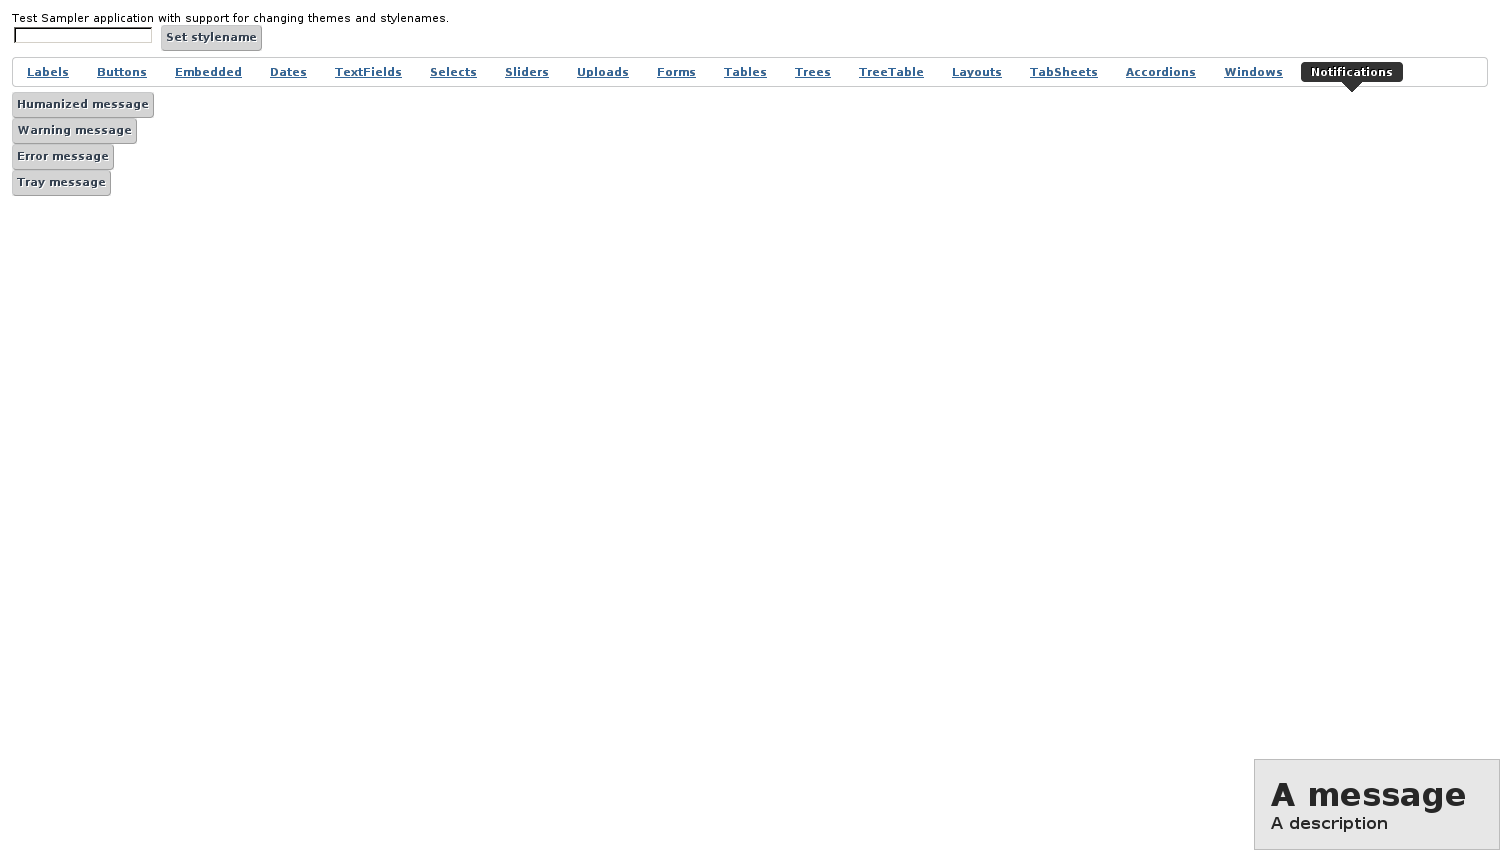 Test Sampler application with support for changing themes and stylenames.
Set stylename
Labels Buttons Embedded Dates TextFields Selects Sliders Uploads Forms Tables Trees TreeTable Layouts TabSheets Accordions Windows Notifications
Humanized message
Warning message
Error message
Tray message
A message
A description